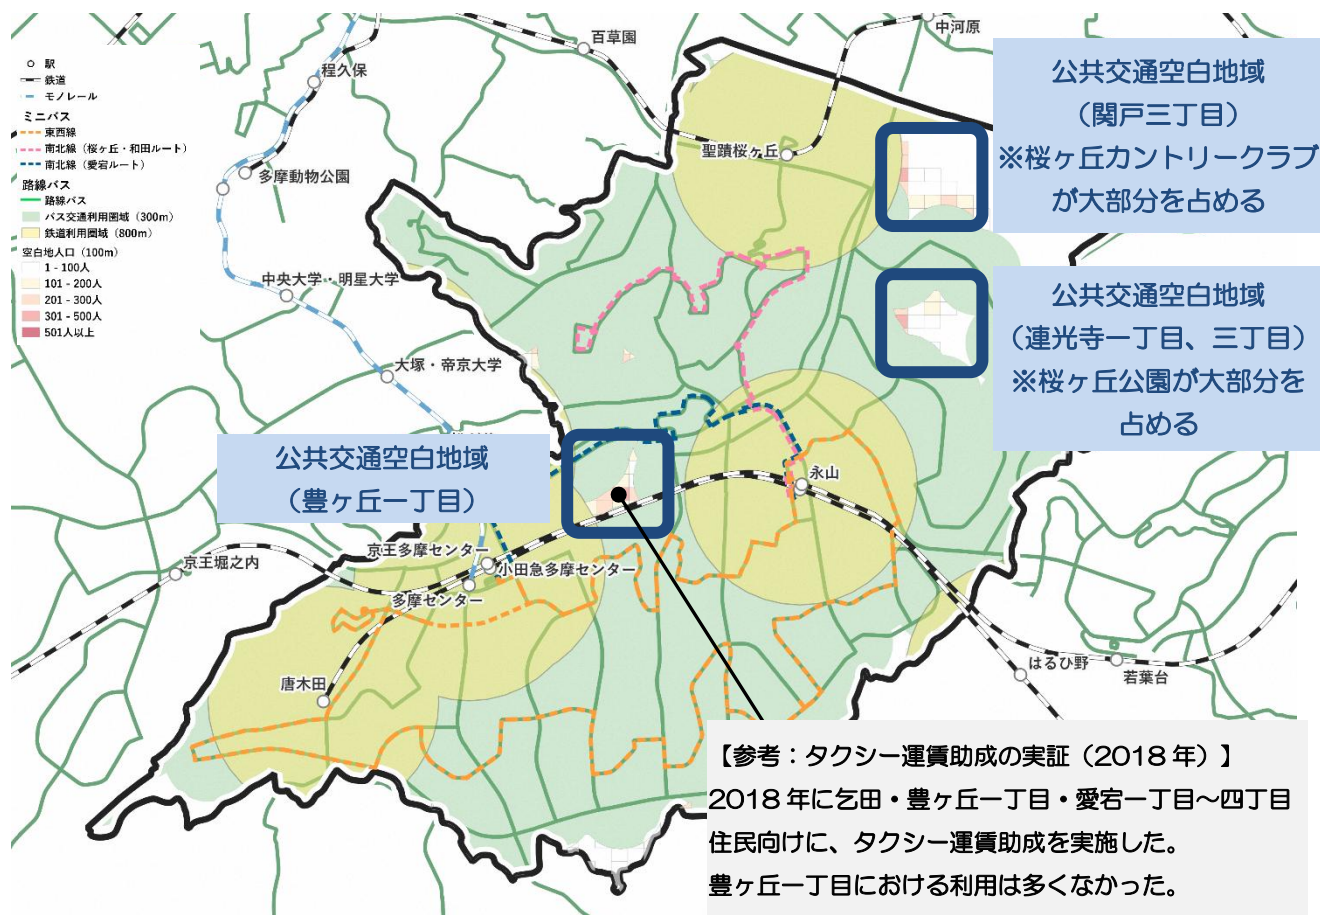 百草園
中河原
程久保
駅
鉄道
モノレール
ミニバス
東西線
南北線（桜ヶ丘・和田ルート）
南北線（愛宕ルート）
路線バス
路線バス
バス交通利用圏域（300m）
鉄道利用圏域（800m）
空白地人口（100m）
1 - 100人
101 - 200人
201 - 300人
301 - 500人
501人以上
公共交通空白地域
（関戸三丁目）
※桜ヶ丘カントリークラブ
が大部分を占める
聖蹟桜ヶ丘
多摩動物公園
中央大学・明星大学
公共交通空白地域
（連光寺一丁目、三丁目）
※桜ヶ丘公園が大部分を
占める
大塚・帝京大学
公共交通空白地域
（豊ヶ丘一丁目）
永山
京王堀之内
京王多摩センター
小田急多摩センター
多摩センター
唐木田
はるひ野
若葉台
【参考：タクシー運賃助成の実証（2018 年）】
2018 年に乞田・豊ヶ丘一丁目・愛宕一丁目～四丁目
住民向けに、タクシー運賃助成を実施した。
豊ヶ丘一丁目における利用は多くなかった。